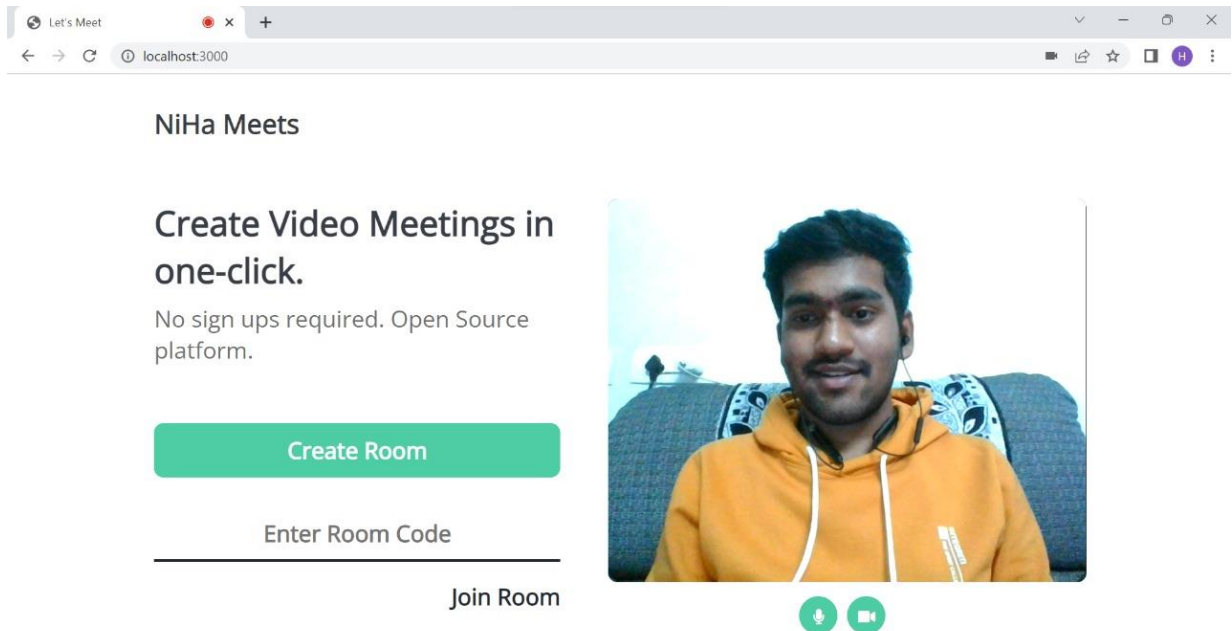 Let's Meet
localhost:3000
H
NiHa Meets
Create Video Meetings in
one-click.
No sign ups required. Open Source
platform.
Create Room
Enter Room Code
Join Room